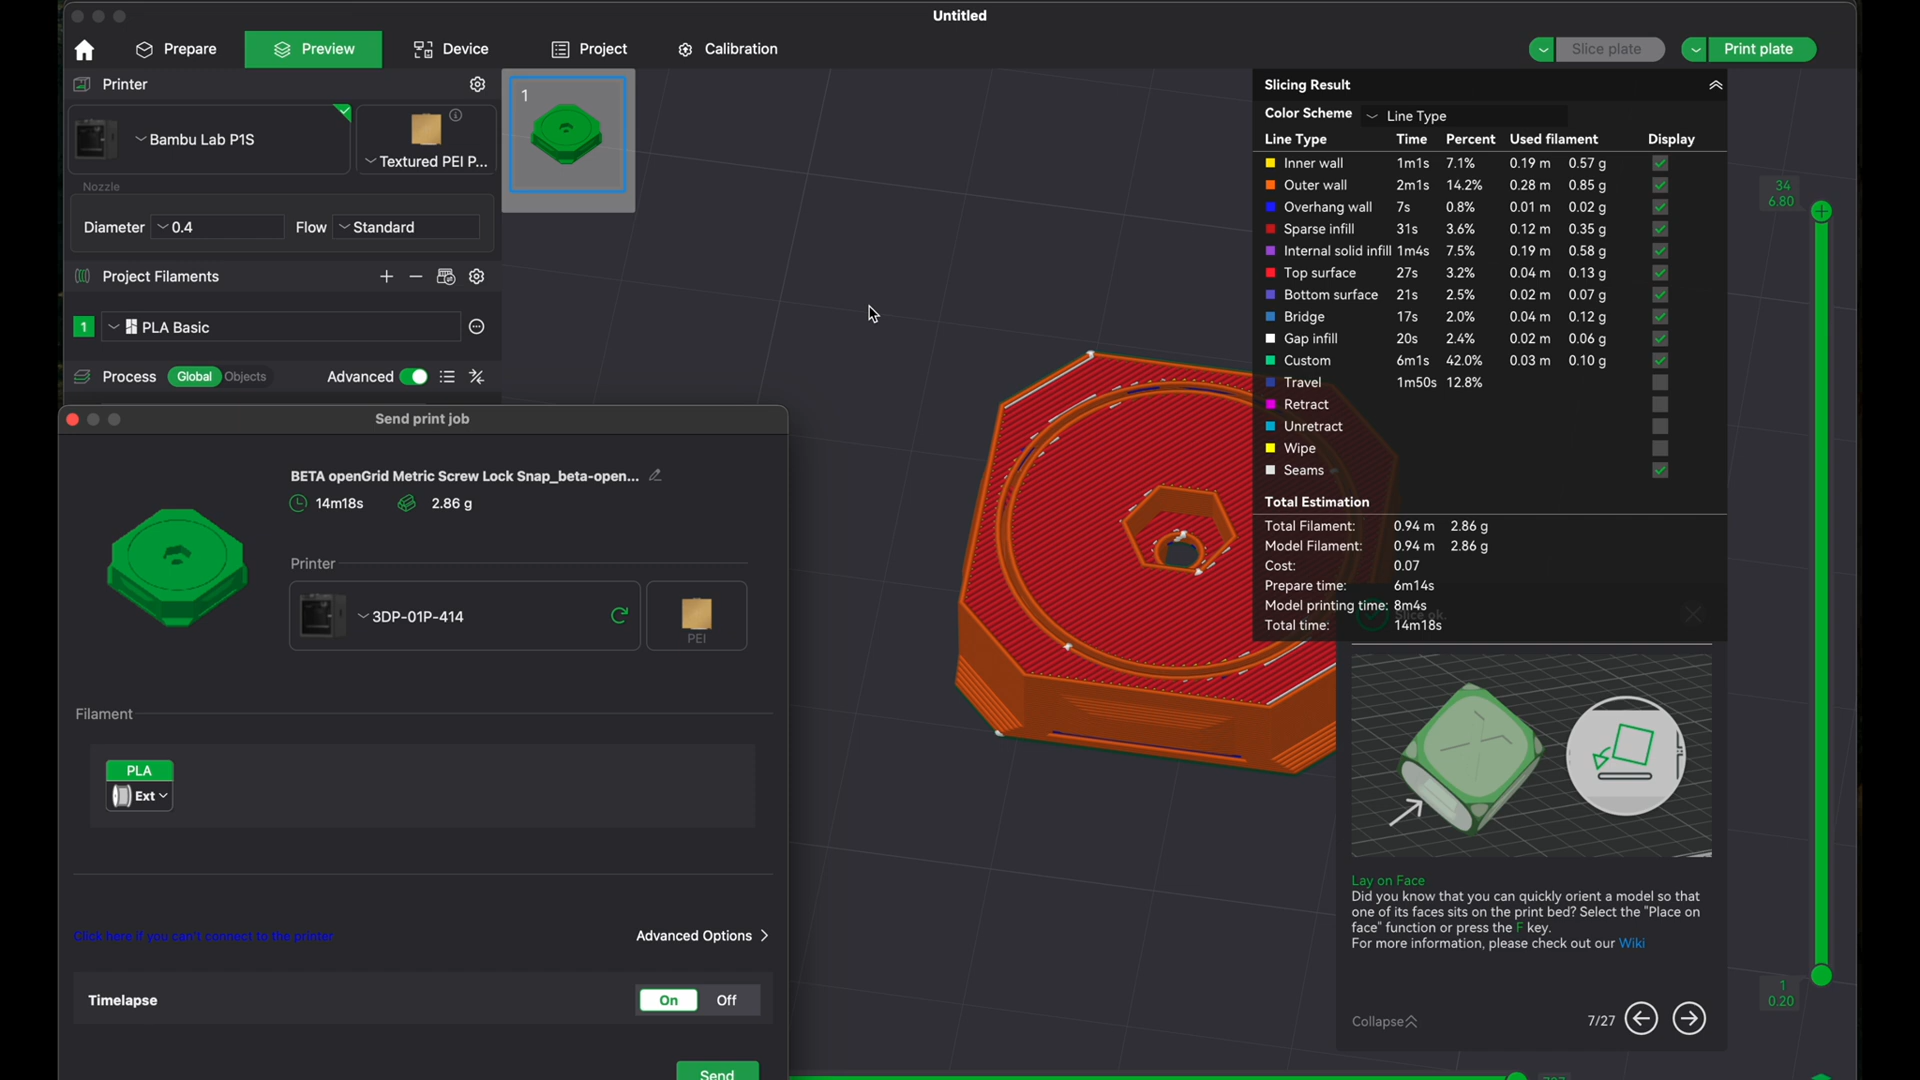 Untitled
Prepare
Preview
Device
Project
Calibration
Slice plate
Print plate
Printer
Bambu Lab P1S
Textured PEI P...
Nozzle
Diameter 0.4 Flow Standard
Project Filaments
1 PLA Basic
Process Global Objects Advanced
1
Send print job
BETA openGrid Metric Screw Lock Snap_beta-open...
14m18s 2.86 g
Printer
3DP-01P-414
PEI
Filament
PLA
Ext
Click here if you can't connect to the printer
Advanced Options
Timelapse On Off
Send
Slicing Result
Color Scheme Line Type
Line Type Time Percent Used filament Display
Inner wall 1m1s 7.1% 0.19 m 0.57 g
Outer wall 2m1s 14.2% 0.28 m 0.85 g
Overhang wall 7s 0.8% 0.01 m 0.02 g
Sparse infill 31s 3.6% 0.12 m 0.35 g
Internal solid infill 1m4s 7.5% 0.19 m 0.58 g
Top surface 27s 3.2% 0.04 m 0.13 g
Bottom surface 21s 2.5% 0.02 m 0.07 g
Bridge 17s 2.0% 0.04 m 0.12 g
Gap infill 20s 2.4% 0.02 m 0.06 g
Custom 6m1s 42.0% 0.03 m 0.10 g
Travel 1m50s 12.8%
Retract
Unretract
Wipe
Seams
Total Estimation
Total Filament: 0.94 m 2.86 g
Model Filament: 0.94 m 2.86 g
Cost: 0.07
Prepare time: 6m14s
Model printing time: 8m4s
Slice ok.
Total time: 14m18s
Lay on Face
Did you know that you can quickly orient a model so that
one of its faces sits on the print bed? Select the "Place on
face" function or press the F key.
For more information, please check out our Wiki
Collapse
7/27
34
6.80
1
0.20